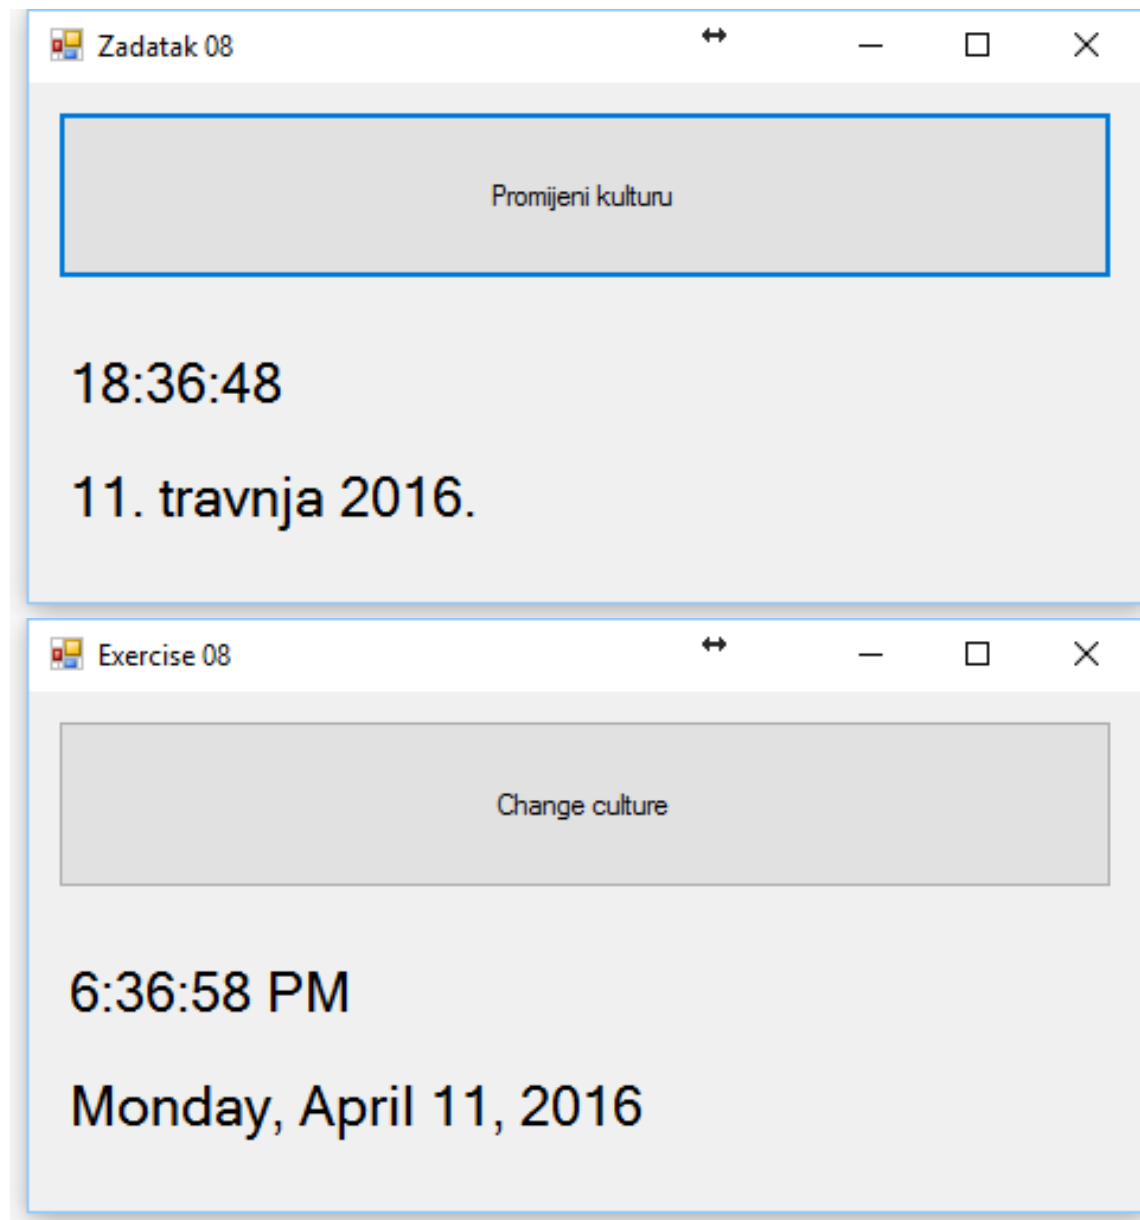 Zadatak 08
Promijeni kulturu
18:36:48
11. travnja 2016.
Exercise 08
Change culture
6:36:58 PM
Monday, April 11, 2016